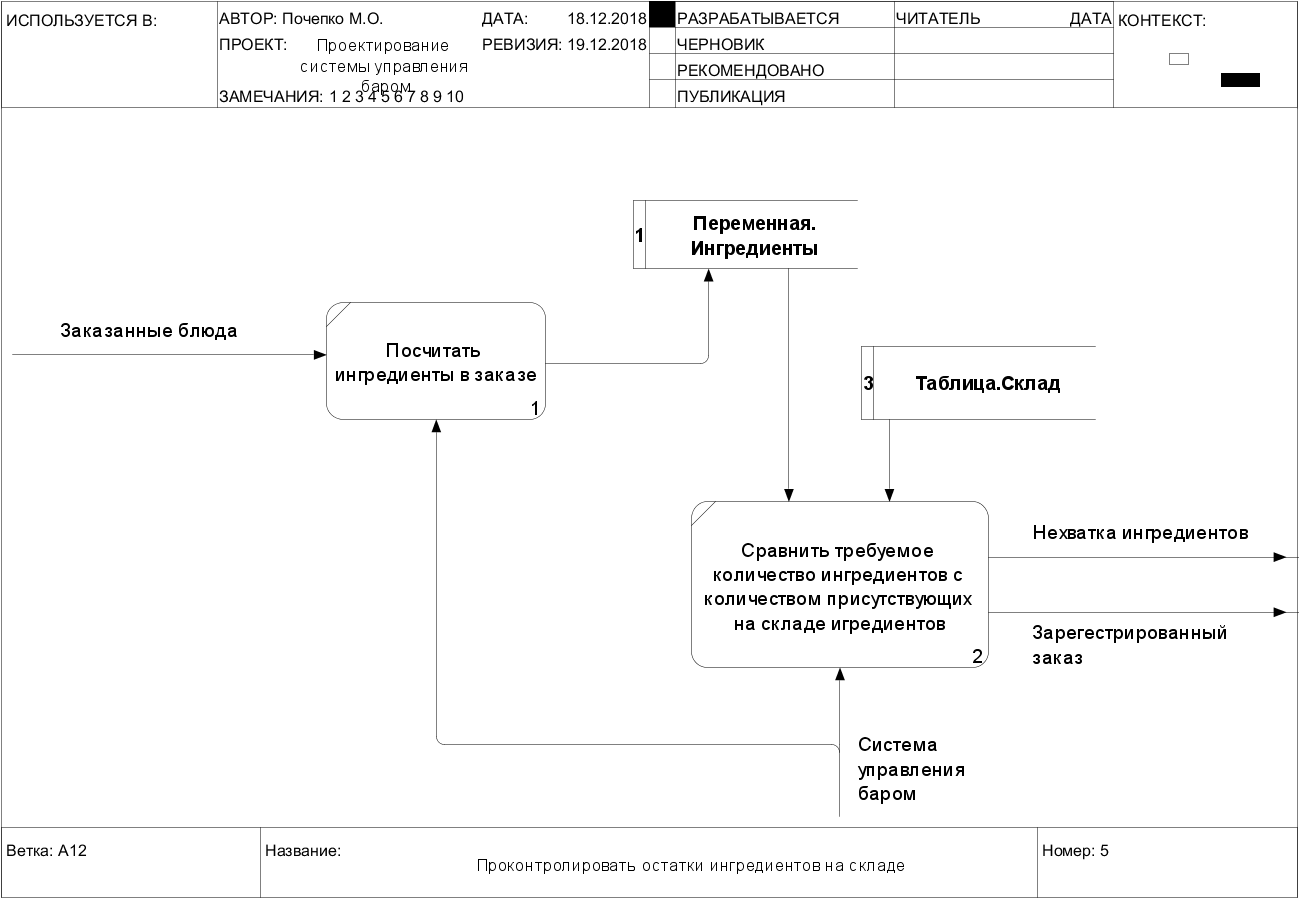 ИСПОЛЬЗУЕТСЯ В:
АВТОР: Почепко М.О.
ДАТА: 18.12.2018
ПРОЕКТ: Проектирование
системы управления
баром
РЕВИЗИЯ: 19.12.2018
ЗАМЕЧАНИЯ: 1 2 3 4 5 6 7 8 9 10
РАЗРАБАТЫВАЕТСЯ
ЧЕРНОВИК
РЕКОМЕНДОВАНО
ПУБЛИКАЦИЯ
ЧИТАТЕЛЬ ДАТА
КОНТЕКСТ:
1
Переменная.
Ингредиенты
Заказанные блюда
Посчитать
ингредиенты в заказе
1
3 Таблица.Склад
Сравнить требуемое
количество ингредиентов с
количеством присутствующих
на складе игредиентов
2
Нехватка ингредиентов
Зарегестрированный
заказ
Система
управления
баром
Ветка: A12
Название:
Проконтролировать остатки ингредиентов на складе
Номер: 5